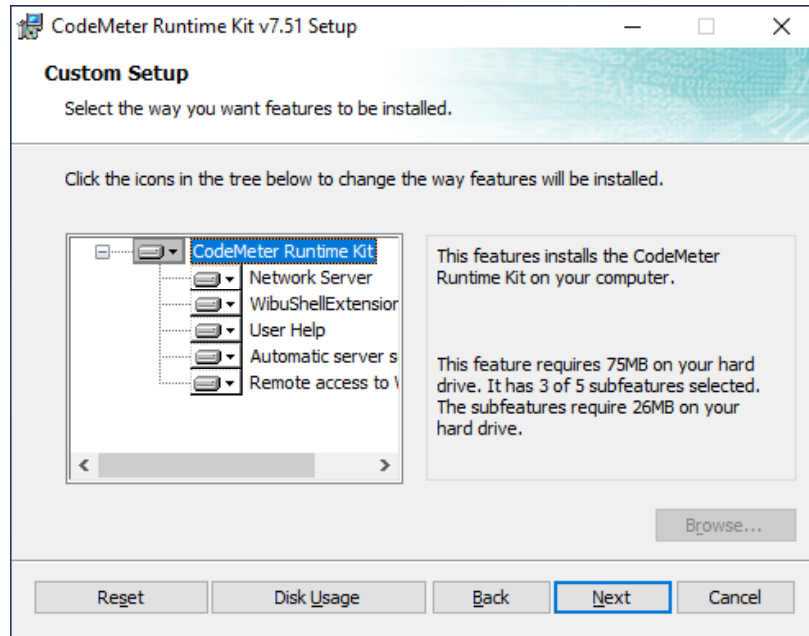 CodeMeter Runtime Kit v7.51 Setup
Custom Setup
Select the way you want features to be installed.
Click the icons in the tree below to change the way features will be installed.
CodeMeter Runtime Kit
Network Server
WibuShellExtension
User Help
Automatic server s
Remote access to
This features installs the CodeMeter
Runtime Kit on your computer.
This feature requires 75MB on your hard
drive. It has 3 of 5 subfeatures selected.
The subfeatures require 26MB on your
hard drive.
Browse...
Reset
Disk Usage
Back
Next
Cancel